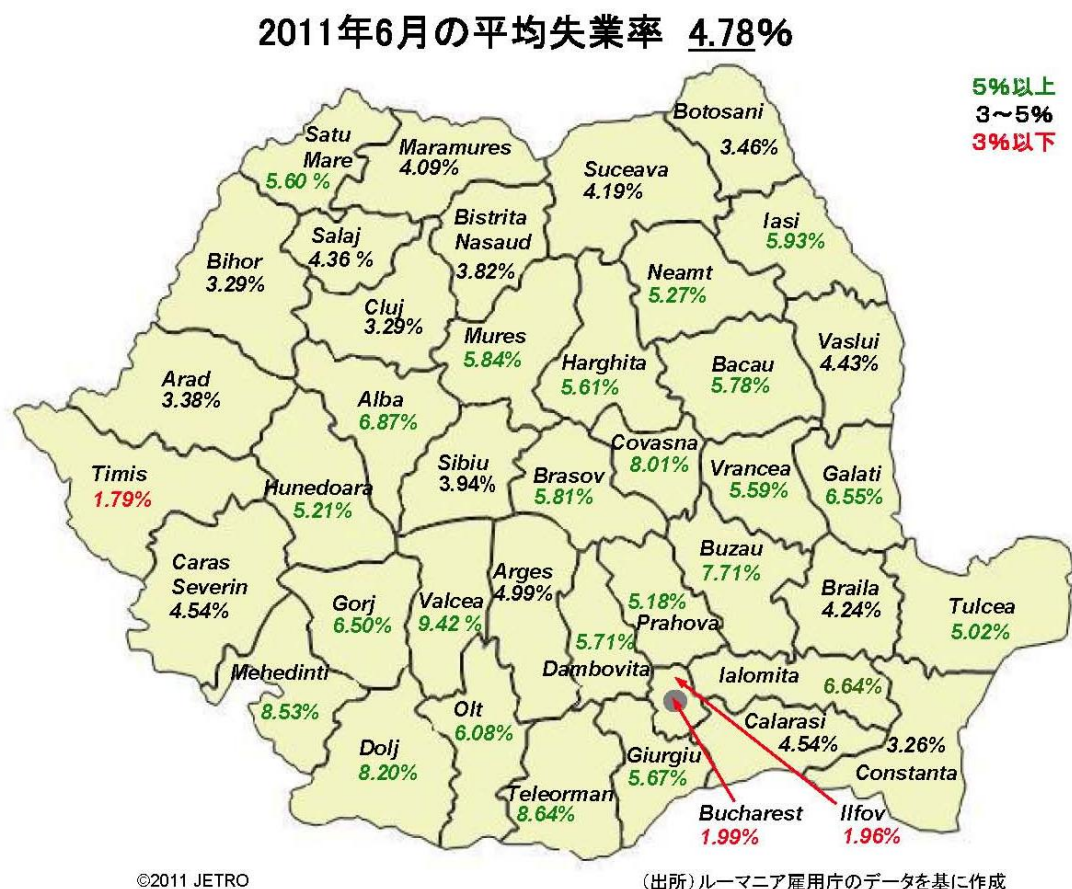 2011年6月の平均失業率 4.78%
5%以上
3~5%
3%以下
Botosani
3.46%
Satu
Mare
5.60 %
Maramures
4.09%
Suceava
4.19%
Iasi
5.93%
Bistrita
Nasaud
3.82%
Salaj
4.36 %
Bihor
3.29%
Neamt
5.27%
Cluj
3.29%
Mures
5.84%
Harghita
5.61%
Bacau
5.78%
Vaslui
4.43%
Arad
3.38%
Alba
6.87%
Covasna
8.01%
Sibiu
3.94%
Brasov
5.81%
Vrancea
5.59%
Galati
6.55%
Timis
1.79%
Hunedoara
5.21%
Caras
Severin
4.54%
Gorj
6.50%
Valcea
9.42 %
Arges
4.99%
5.18%
Prahova
Buzau
7.71%
Braila
4.24%
Tulcea
5.02%
5.71%
Dambovita
Mehedinti
8.53%
Ialomita
6.64%
Olt
6.08%
Calarasi
4.54%
3.26%
Constanta
Dolj
8.20%
Giurgiu
5.67%
Teleorman
8.64%
Bucharest
1.99%
Ilfov
1.96%
©2011 JETRO
(出所)ルーマニア雇用庁のデータを基に作成